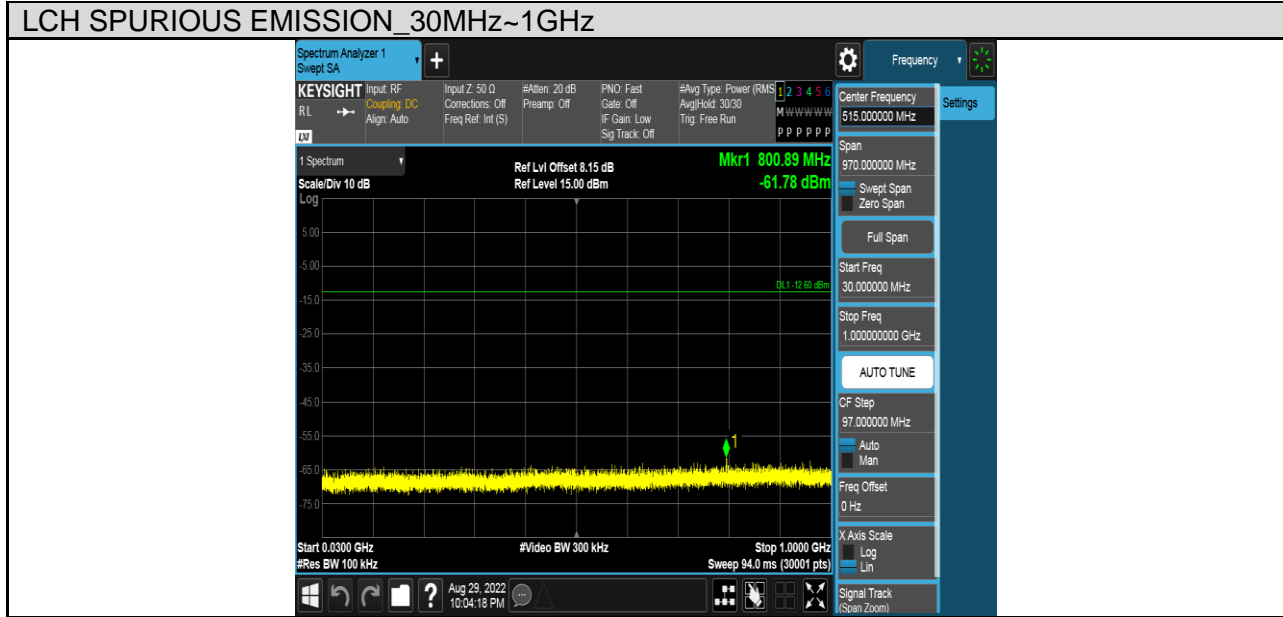 LCH SPURIOUS EMISSION_30MHz~1GHz
Spectrum Analyzer 1
Swept SA
+
Frequency
KEYSIGHT
RL
LXI
Input: RF
Coupling: DC
Align: Auto
Input Z: 50 Ω
Corrections: Off
Freq Ref: Int (S)
#Atten: 20 dB
Preamp: Off
PNO: Fast
Gate: Off
IF Gain: Low
Sig Track: Off
#Avg Type: Power (RMS
Avg|Hold: 30/30
Trig: Free Run
1 2 3 4 5 6
M W W W W W
P P P P P P
Center Frequency
515.000000 MHz
Settings
Span
970.000000 MHz
Swept Span
Zero Span
Full Span
Start Freq
30.000000 MHz
Stop Freq
1.000000000 GHz
AUTO TUNE
CF Step
97.000000 MHz
Auto
Man
Freq Offset
0 Hz
X Axis Scale
Log
Lin
Signal Track
(Span Zoom)
1 Spectrum
Scale/Div 10 dB
Log
Ref Lvl Offset 8.15 dB
Ref Level 15.00 dBm
Mkr1 800.89 MHz
-61.78 dBm
5.00
-5.00
DL1 -12.60 dBm
-15.0
-25.0
-35.0
-45.0
-55.0
1
-65.0
-75.0
Start 0.0300 GHz
#Res BW 100 kHz
#Video BW 300 kHz
Stop 1.0000 GHz
Sweep 94.0 ms (30001 pts)
?
Aug 29, 2022
10:04:18 PM